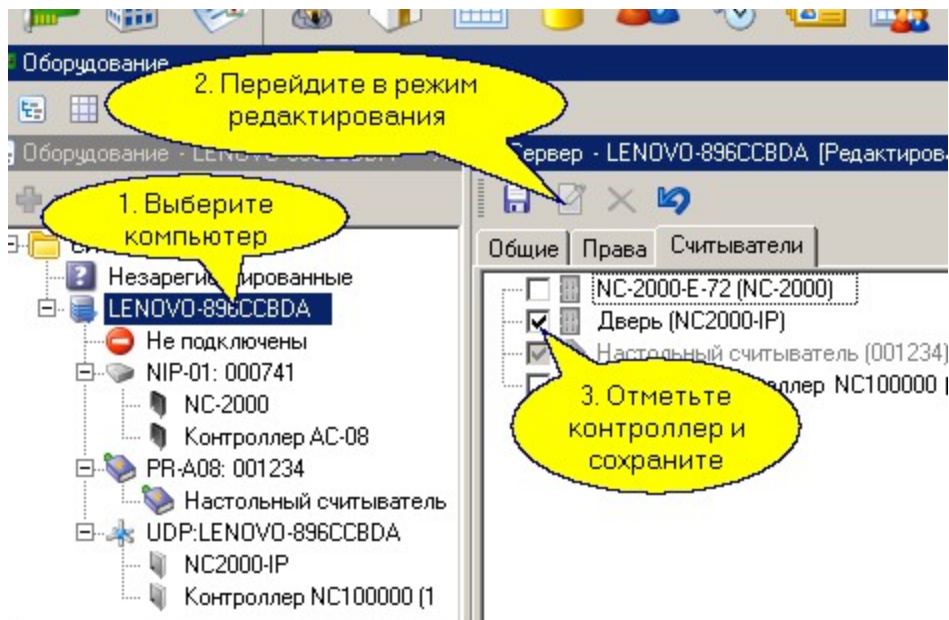 Оборудование
2. Перейдите в режим
редактирования
Оборудование - LENOVO-896CCBDA
Сервер - LENOVO-896CCBDA [Редактирова
1. Выберите
компьютер
Общие Права Считыватели
Незарегистрированные
LENOVO-896CCBDA
Не подключены
NIP-01: 000741
NC-2000
Контроллер AC-08
PR-A08: 001234
Настольный считыватель
UDP:LENOVO-896CCBDA
NC2000-IP
Контроллер NC100000 (1
NC-2000-E-72 (NC-2000)
Дверь (NC2000-IP)
Настольный считыватель (001234)
NC100000
3. Отметьте
контроллер и
сохраните